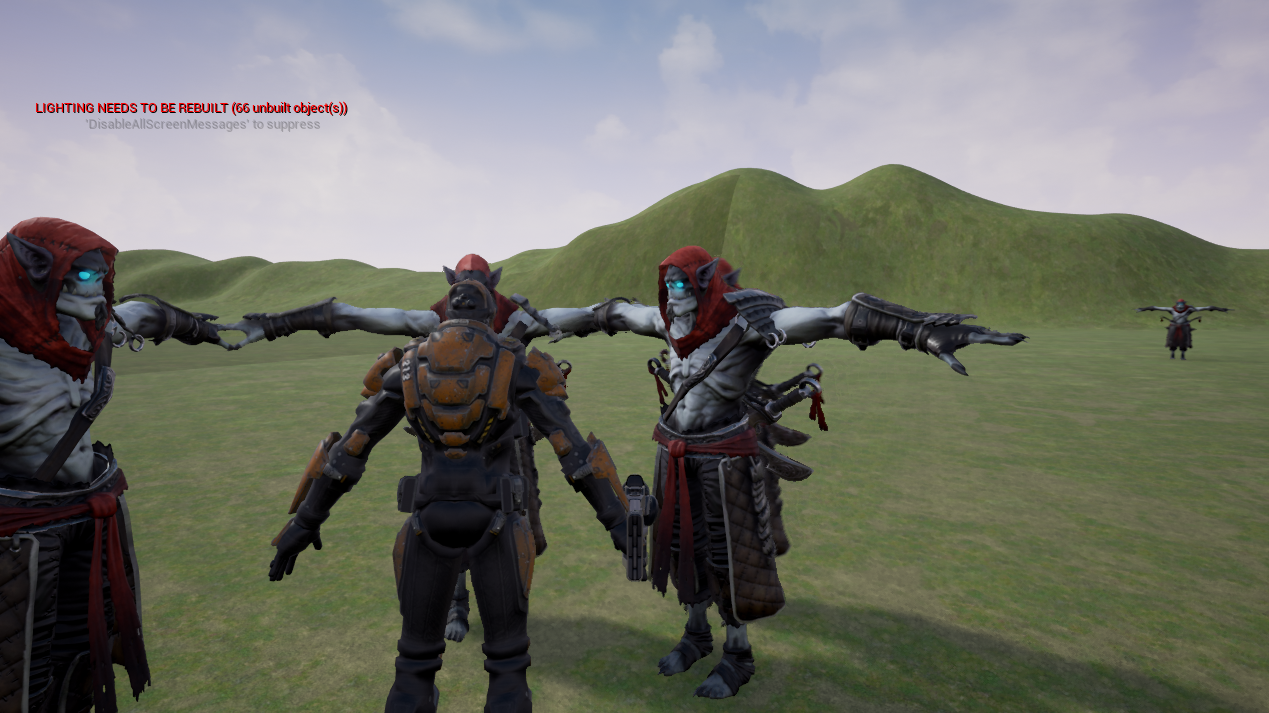 LIGHTING NEEDS TO BE REBUILT (66 unbuilt object(s))
'DisableAllScreenMessages' to suppress